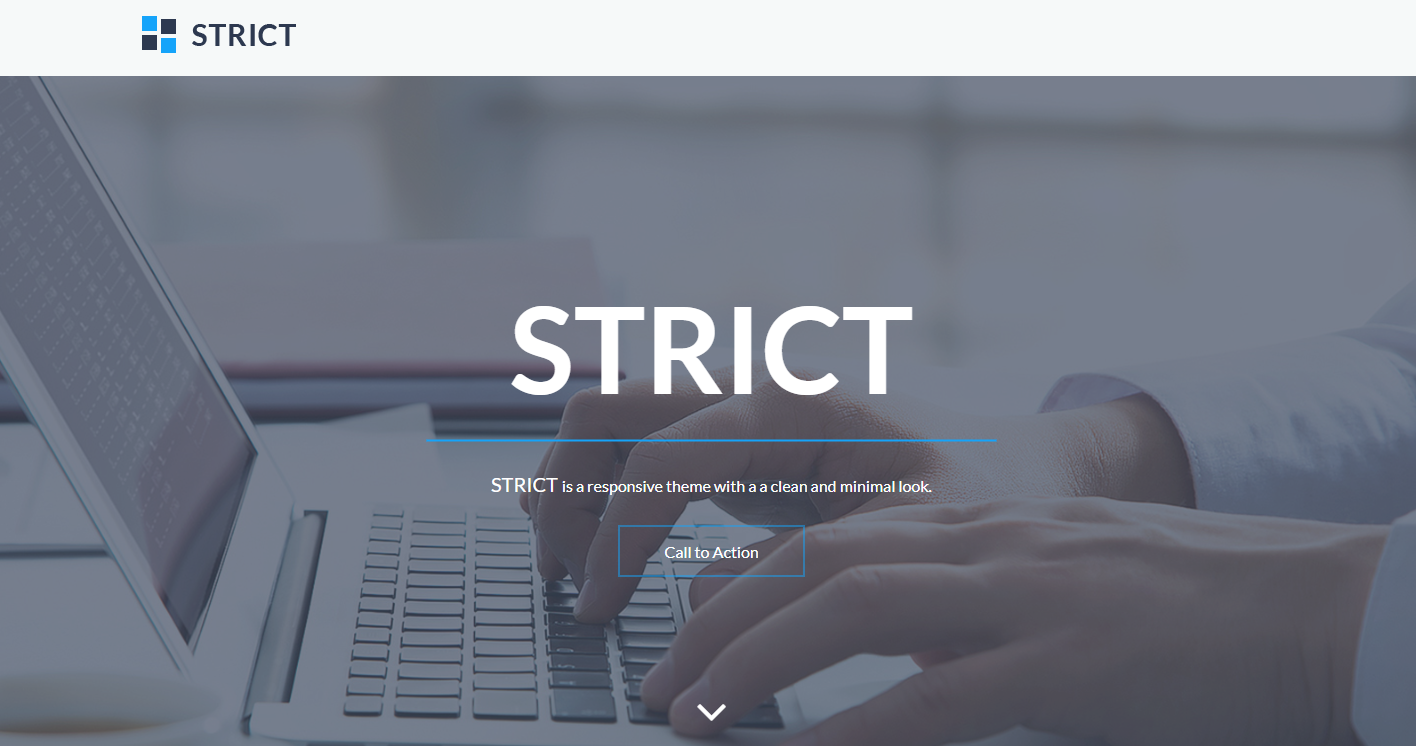 STRICT
STRICT
STRICT is a responsive theme with a a clean and minimal look.
Call to Action